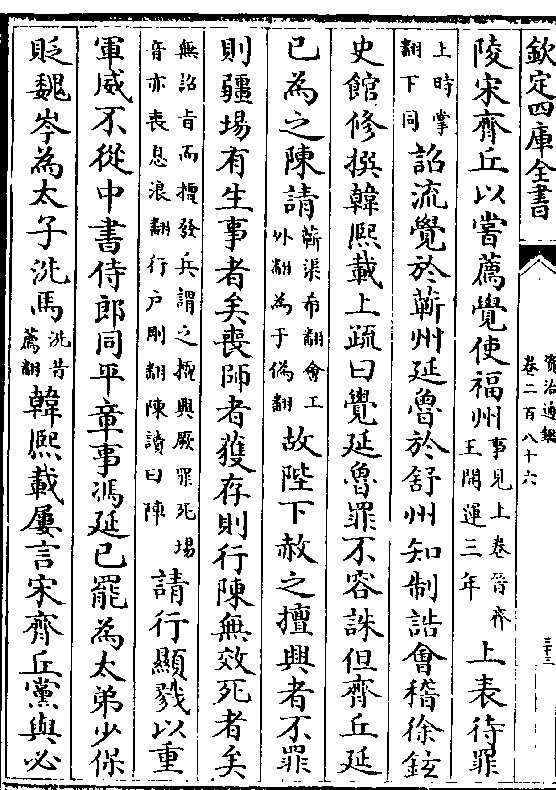 欽定四庫全書
資治通鑑
卷二百八十六
三十三
陵宋齊丘以嘗薦覺使福州事見上卷晉齊王開運三年上表待罪
上時掌翻下同詔流覺於蘄州延魯於舒州知制誥會稽徐鉉
史館修撰韓熙載上疏曰覺延魯罪不容誅但齊丘延
已為之陳請蘄渠希翻會工外翻為于偽翻故陛下赦之擅興者不罪
則疆場有生事者矣喪師者獲存則行陳無效死者矣
無詔旨而擅發兵謂之擅興厥罪死場音亦喪息浪翻行戶剛翻陳讀曰陣請行顯戮以重
軍威不從中書侍郎同平章事馮延已罷為太弟少保
貶魏岑為太子洗馬洗昔薦翻韓熙載屢言宋齊丘黨與必